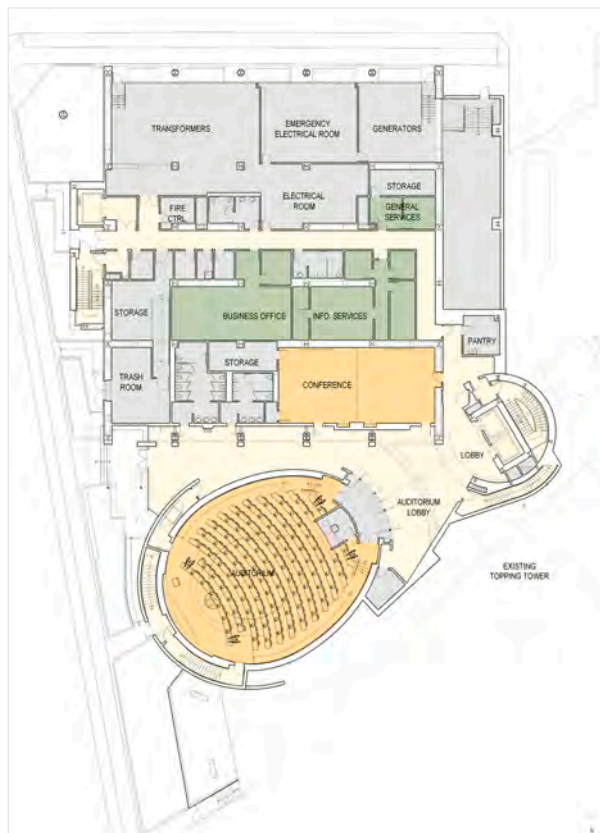 TRANSFORMERS
EMERGENCY
ELECTRICAL ROOM
GENERATORS
STORAGE
ELECTRICAL
ROOM
FIRE
CTRL.
GENERAL
SERVICES
STORAGE
BUSINESS OFFICE
INFO. SERVICES
PANTRY
STORAGE
TRASH
ROOM
CONFERENCE
LOBBY
AUDITORIUM
LOBBY
EXISTING
TOPPING TOWER
AUDITORIUM